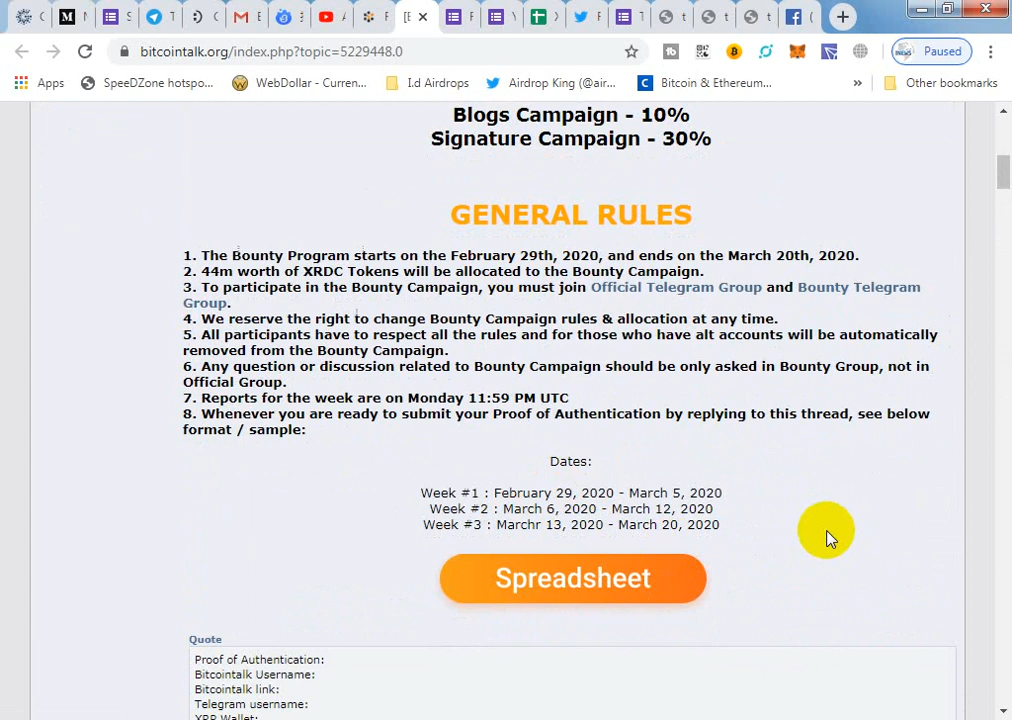 Paused
bitcointalk.org/index.php?topic=5229448.0
Apps
SpeeDZone hotspo...
WebDollar - Curren...
Id Airdrops
Airdrop King (@air...
Bitcoin & Ethereum...
»
Other bookmarks
Blogs Campaign - 10%
Signature Campaign - 30%
GENERAL RULES
1. The Bounty Program starts on the February 29th, 2020, and ends on the March 20th, 2020.
2. 44m worth of XRDC Tokens will be allocated to the Bounty Campaign.
3. To participate in the Bounty Campaign, you must join Official Telegram Group and Bounty Telegram
Group.
4. We reserve the right to change Bounty Campaign rules & allocation at any time.
5. All participants have to respect all the rules and for those who have alt accounts will be automatically
removed from the Bounty Campaign.
6. Any question or discussion related to Bounty Campaign should be only asked in Bounty Group, not in
Official Group.
7. Reports for the week are on Monday 11:59 PM UTC
8. Whenever you are ready to submit your Proof of Authentication by replying to this thread, see below
format / sample:
Dates:
Week #1 : February 29, 2020 - March 5, 2020
Week #2 : March 6, 2020 - March 12, 2020
Week #3 : Marchr 13, 2020 - March 20, 2020
Spreadsheet
Quote
Proof of Authentication:
Bitcointalk Username:
Bitcointalk link:
Telegram username:
XRP Wallet: